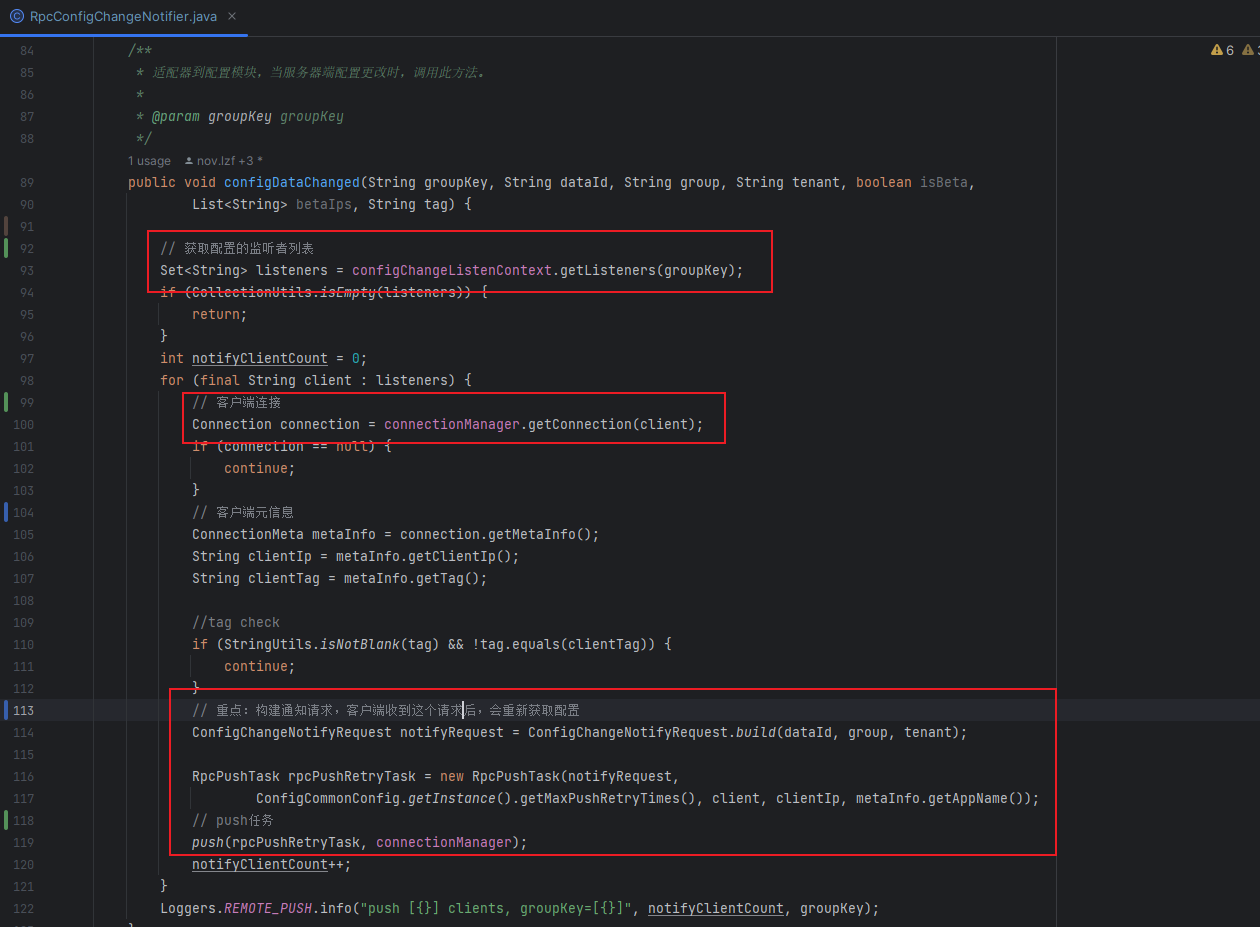 RpcConfigChangeNotifier.java
6
84 /**
85 * 适配器到配置模块，当服务器端配置更改时，调用此方法。
86 *
87 * @param groupKey groupKey
88 */
1 usage nov.lzf +3 *
89 public void configDataChanged(String groupKey, String dataId, String group, String tenant, boolean isBeta,
90 List<String> betaIps, String tag) {
91
92 // 获取配置的监听者列表
93 Set<String> listeners = configChangeListenContext.getListeners(groupKey);
94 if (CollectionUtils.isEmpty(listeners)) {
95 return;
96 }
97 int notifyClientCount = 0;
98 for (final String client : listeners) {
99 // 客户端连接
100 Connection connection = connectionManager.getConnection(client);
101 if (connection == null) {
102 continue;
103 }
104 // 客户端元信息
105 ConnectionMeta metaInfo = connection.getMetaInfo();
106 String clientIp = metaInfo.getClientIp();
107 String clientTag = metaInfo.getTag();
108
109 //tag check
110 if (StringUtils.isNotBlank(tag) && !tag.equals(clientTag)) {
111 continue;
112 }
113 // 重点：构建通知请求，客户端收到这个请求后，会重新获取配置
114 ConfigChangeNotifyRequest notifyRequest = ConfigChangeNotifyRequest.build(dataId, group, tenant);
115
116 RpcPushTask rpcPushRetryTask = new RpcPushTask(notifyRequest,
117 ConfigCommonConfig.getInstance().getMaxPushRetryTimes(), client, clientIp, metaInfo.getAppName());
118 // push任务
119 push(rpcPushRetryTask, connectionManager);
120 notifyClientCount++;
121 }
122 Loggers.REMOTE_PUSH.info("push [{}] clients, groupKey=[{}]", notifyClientCount, groupKey);